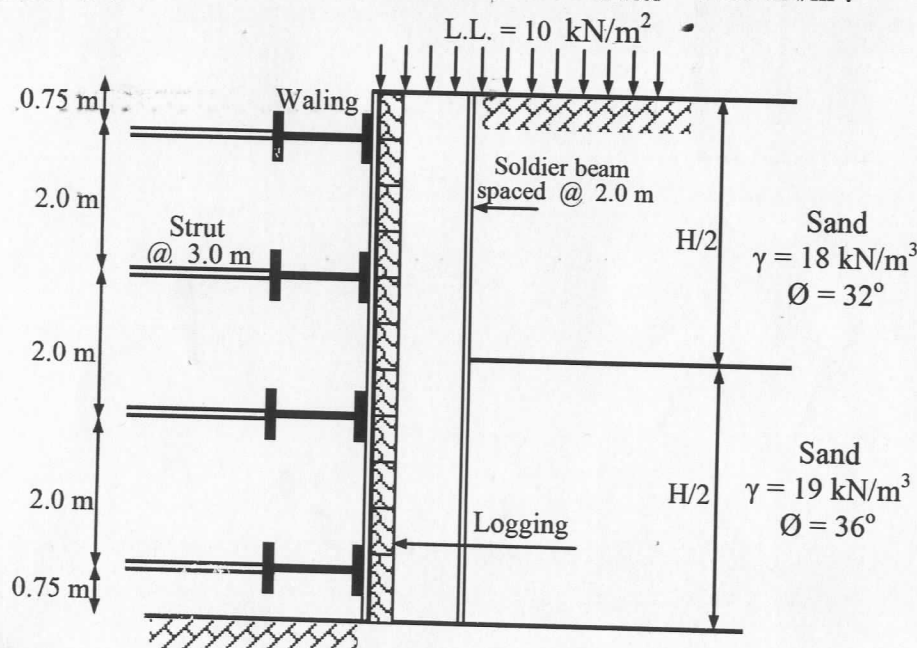 L.L. = 10 kN/m²
0.75 m
Waling
2.0 m
Soldier beam
spaced @ 2.0 m
Strut
@ 3.0 m
H/2
Sand
γ = 18 kN/m³
Ø = 32°
2.0 m
Sand
γ = 19 kN/m³
Ø = 36°
H/2
2.0 m
Logging
0.75 m